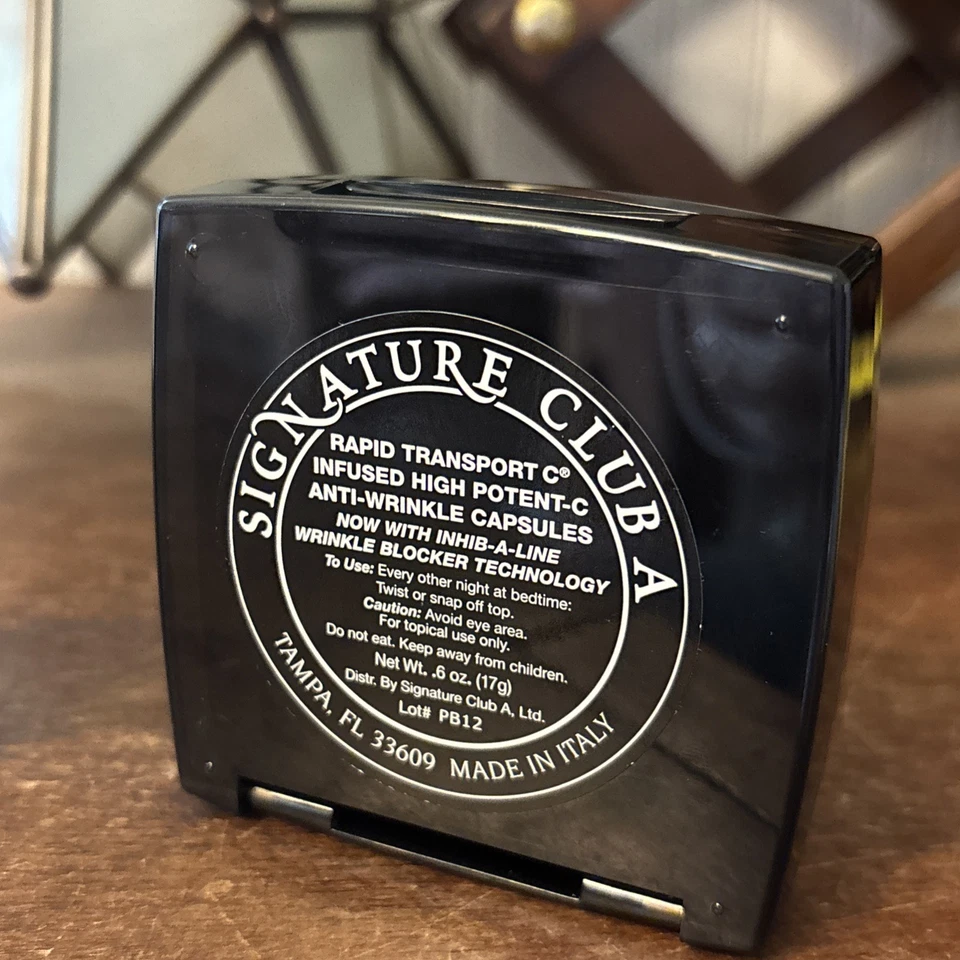 SIGNATURE CLUB A
RAPID TRANSPORT C®
INFUSED HIGH POTENT-C
ANTI-WRINKLE CAPSULES
NOW WITH INHIB-A-LINE
WRINKLE BLOCKER TECHNOLOGY
To Use: Every other night at bedtime:
Twist or snap off top.
Caution: Avoid eye area.
For topical use only.
Do not eat. Keep away from children.
Net Wt. .6 oz. (17g)
Distr. By Signature Club A, Ltd.
Lot# PB12
TAMPA, FL 33609 MADE IN ITALY